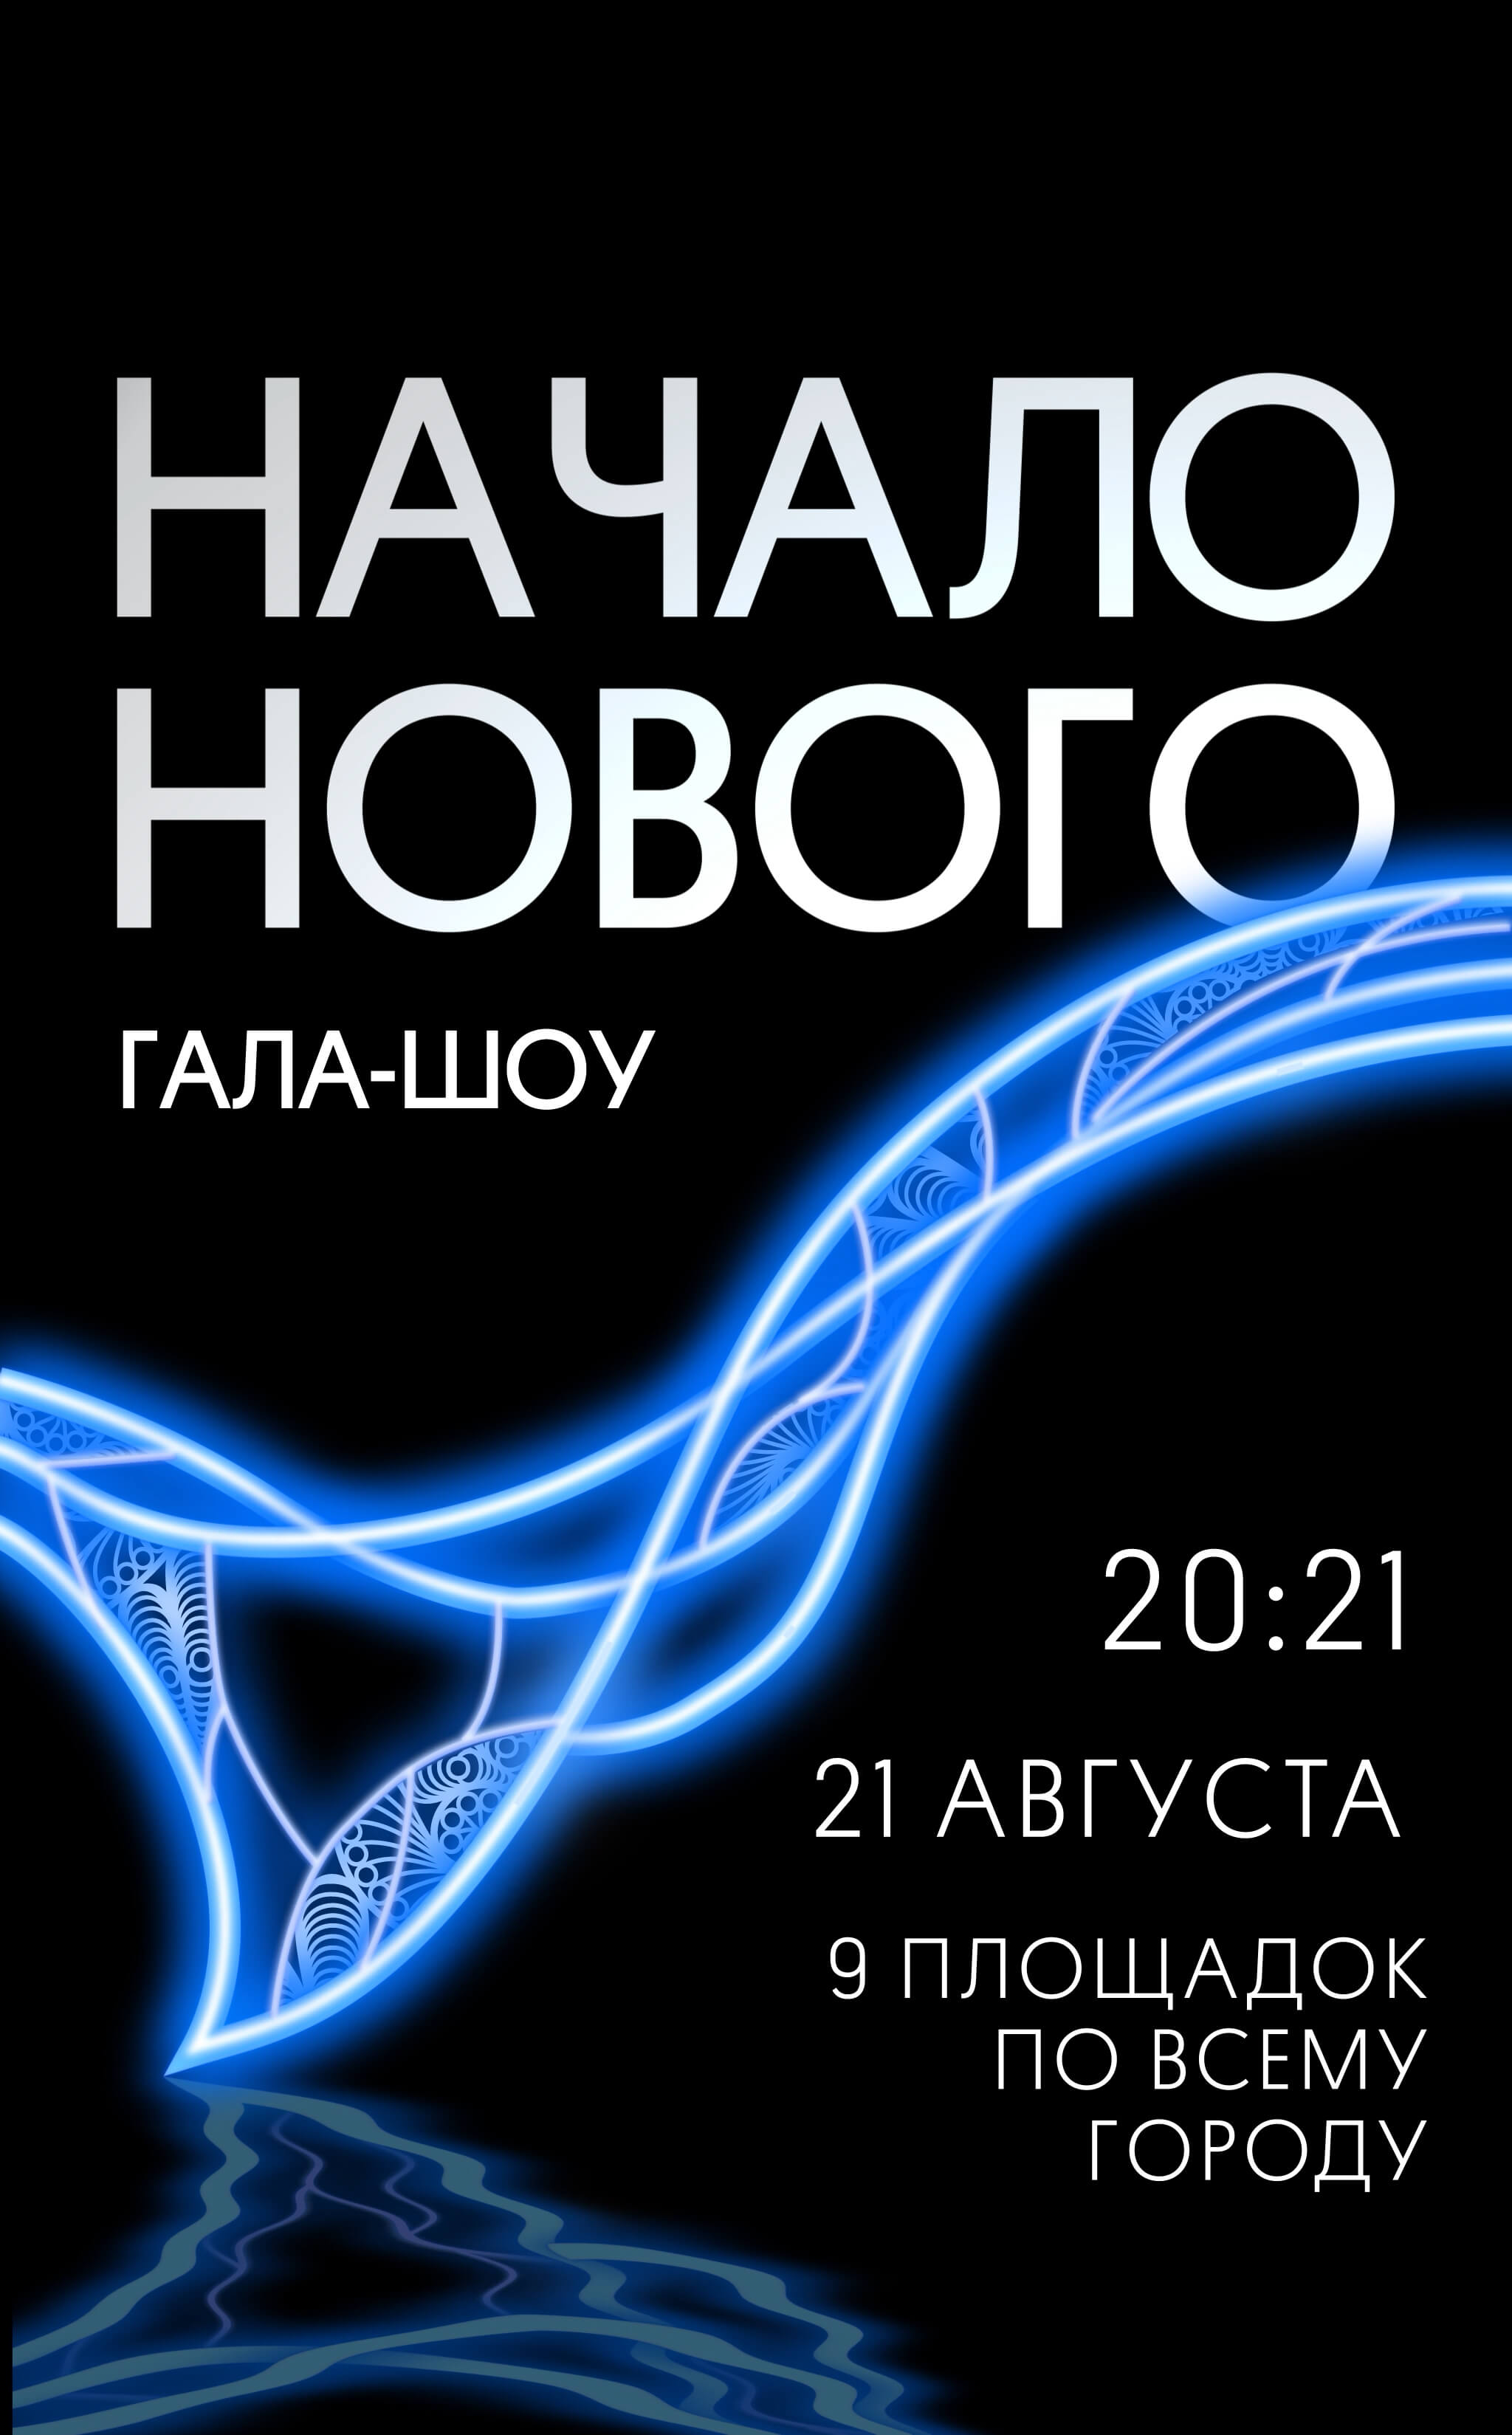 НАЧАЛО
НОВОГО
ГАЛА-ШОУ
20:21
21 АВГУСТА
9 ПЛОЩАДОК
ПО ВСЕМУ
ГОРОДУ